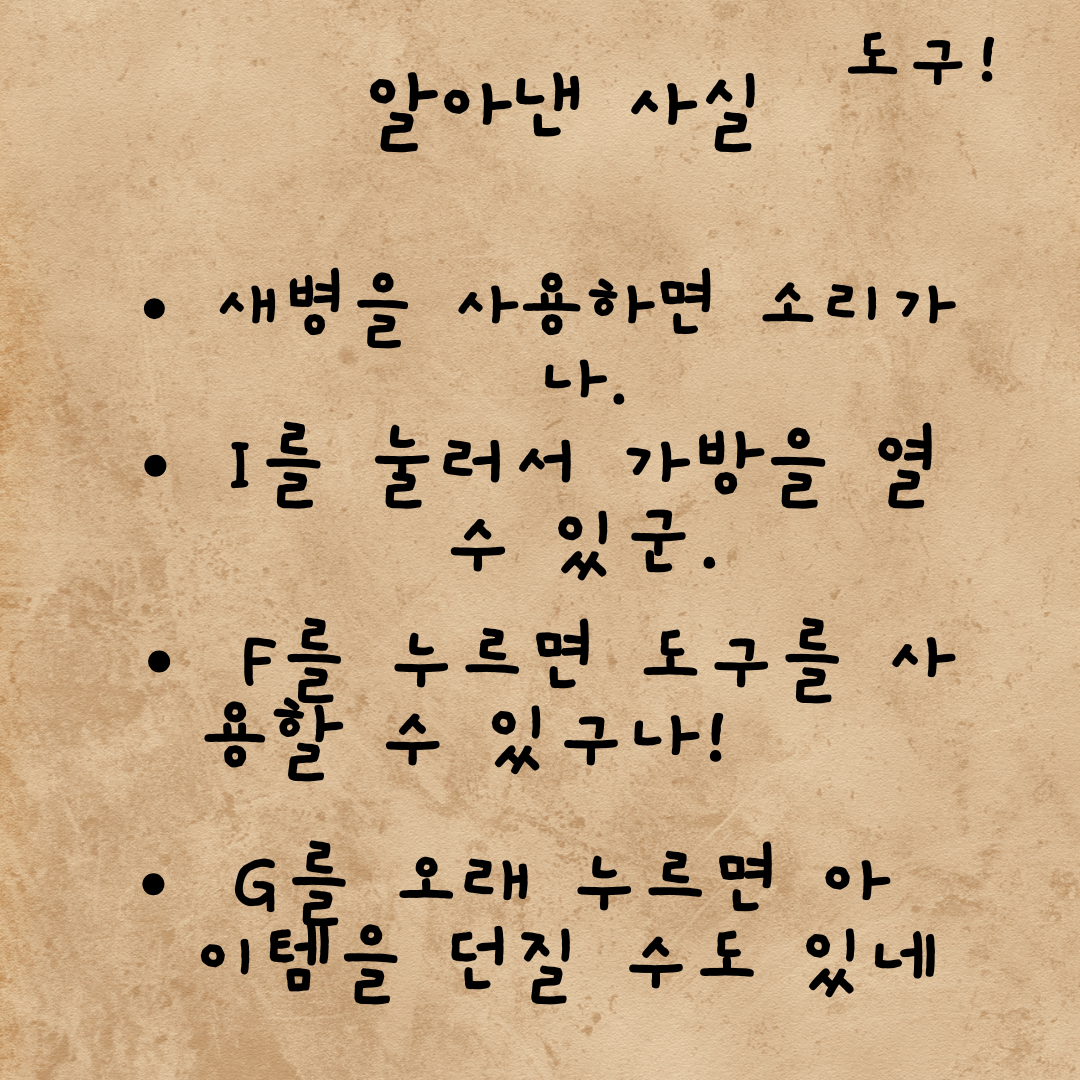 도구!
알아낸 사실
• 새병을 사용하면 소리가
나.
• I를 눌러서 가방을 열
수 있군.
• F를 누르면 도구를 사
용할 수 있구나!
• G를 오래 누르면 아
이템을 던질 수도 있네